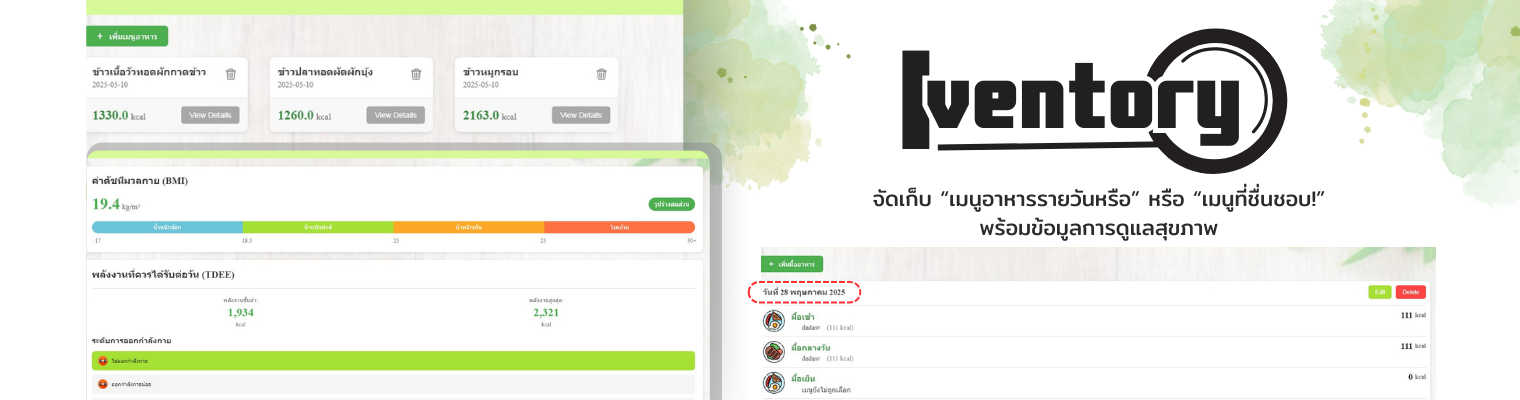 + เพิ่มเมนูอาหาร
ข้าวเนื้อวัวทอดผักกาดขาว
2025-05-10
1330.0 kcal
View Details
ข้าวปลาทอดผัดผักบุ้ง
2025-05-10
1260.0 kcal
View Details
ข้าวหมูกรอบ
2025-05-10
2163.0 kcal
View Details
ค่าดัชนีมวลกาย (BMI)
19.4 kg/m²
รูปร่างสมส่วน
น้ำหนักน้อย
น้ำหนักปกติ
น้ำหนักเกิน
โรคอ้วน
-17
18.5
23
25
30+
พลังงานที่ควรได้รับต่อวัน (TDEE)
พลังงานขั้นต่ำ
1,934
kcal
พลังงานสูงสุด
2,321
kcal
ระดับการออกกำลังกาย
ไม่ออกกำลังกาย
ออกกำลังกายน้อย
Iventory
จัดเก็บ “เมนูอาหารรายวันหรือ” หรือ “เมนูที่ชื่นชอบ!”
พร้อมข้อมูลการดูแลสุขภาพ
+ เพิ่มมื้ออาหาร
วันที่ 28 พฤษภาคม 2025
Edit
Delete
มื้อเช้า
dadaw (111 kcal)
111 kcal
มื้อกลางวัน
dadaw (111 kcal)
111 kcal
มื้อเย็น
เมนูยังไม่ถูกเลือก
0 kcal